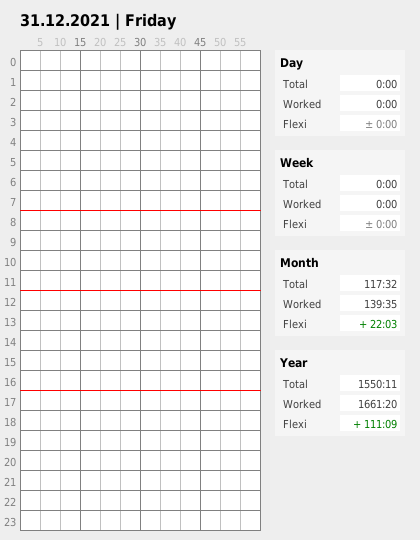 31.12.2021 | Friday
5 10 15 20 25 30 35 40 45 50 55
0
1
2
3
4
5
6
7
8
9
10
11
12
13
14
15
16
17
18
19
20
21
22
23
Day
Total 0:00
Worked 0:00
Flexi ± 0:00
Week
Total 0:00
Worked 0:00
Flexi ± 0:00
Month
Total 117:32
Worked 139:35
Flexi + 22:03
Year
Total 1550:11
Worked 1661:20
Flexi + 111:09